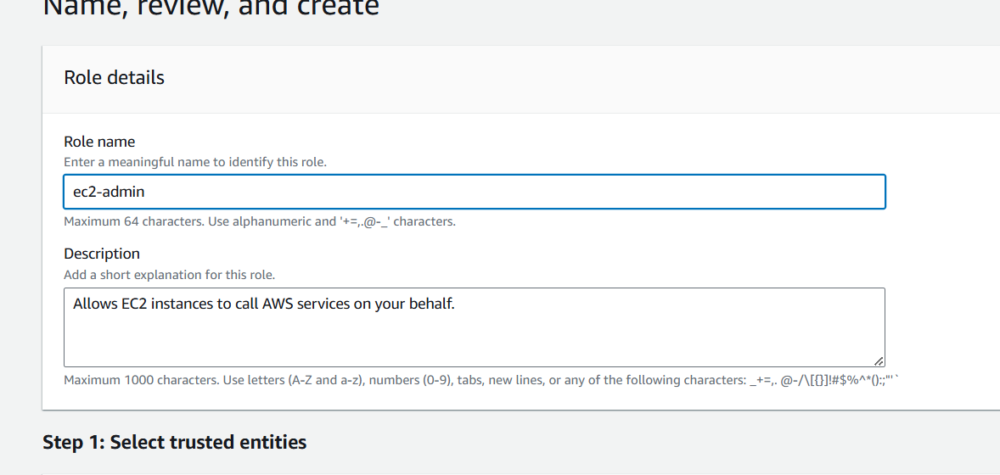 Name, review, and create
Role details
Role name
Enter a meaningful name to identify this role.
ec2-admin
Maximum 64 characters. Use alphanumeric and '+=,.@-_' characters.
Description
Add a short explanation for this role.
Allows EC2 instances to call AWS services on your behalf.
Maximum 1000 characters. Use letters (A-Z and a-z), numbers (0-9), tabs, new lines, or any of the following characters: _+=,. @-/\[{}]!#$%^*();:"'`
Step 1: Select trusted entities